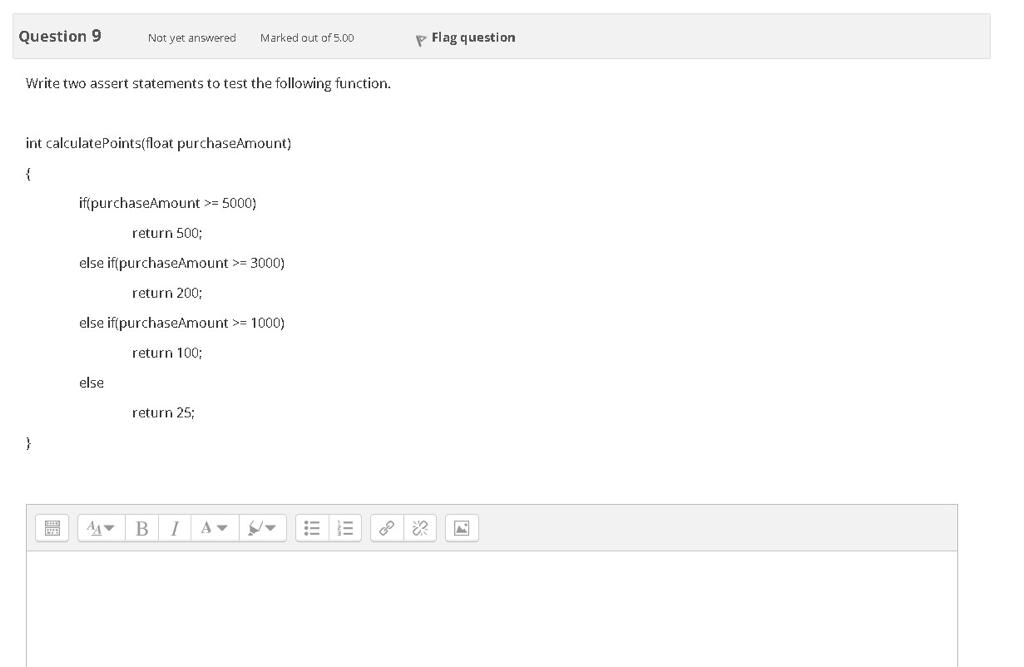 Question 9 Not yet answered Marked out of 5.00 Flag question
Write two assert statements to test the following function.
int calculatePoints(float purchaseAmount)
{
if(purchaseAmount >= 5000)
return 500;
else if(purchaseAmount >= 3000)
return 200;
else if(purchaseAmount >= 1000)
return 100;
else
return 25;
}
B I A